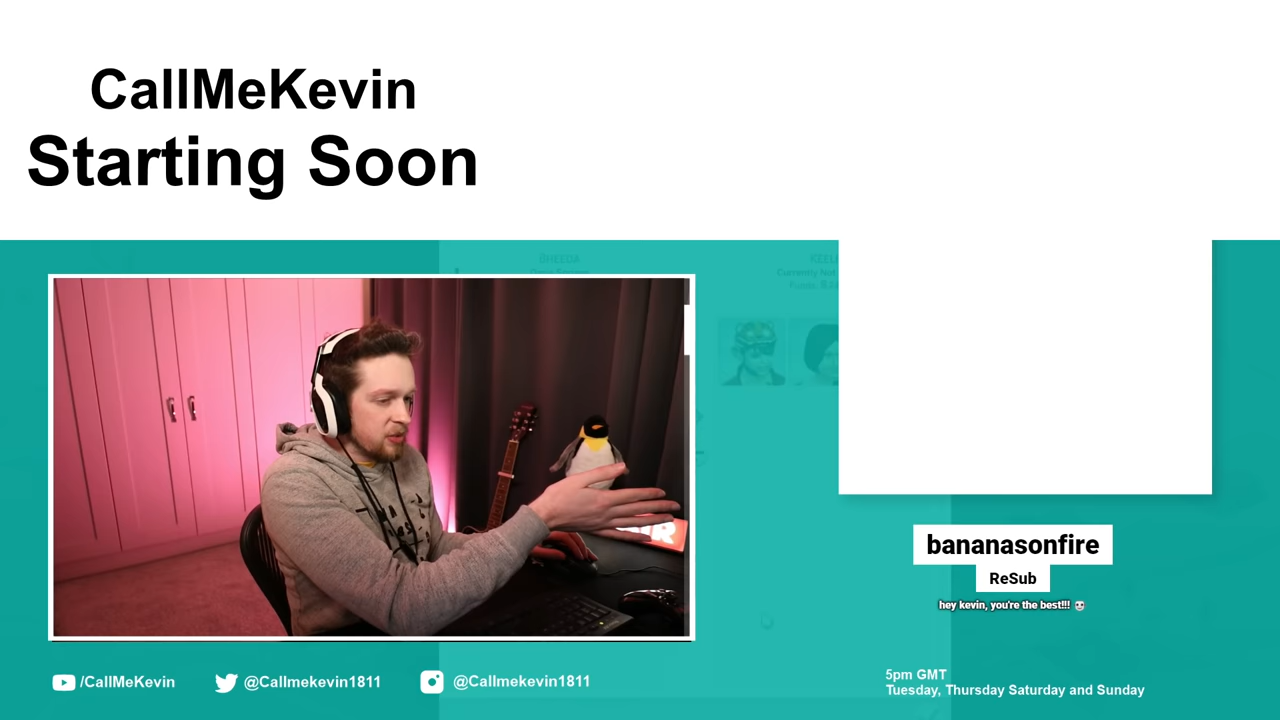 CallMeKevin
Starting Soon
BHEEDA
/CallMeKevin
@Callmekevin1811
@Callmekevin1811
bananasonfire
ReSub
hey kevin, you're the best!!!
5pm GMT
Tuesday, Thursday Saturday and Sunday